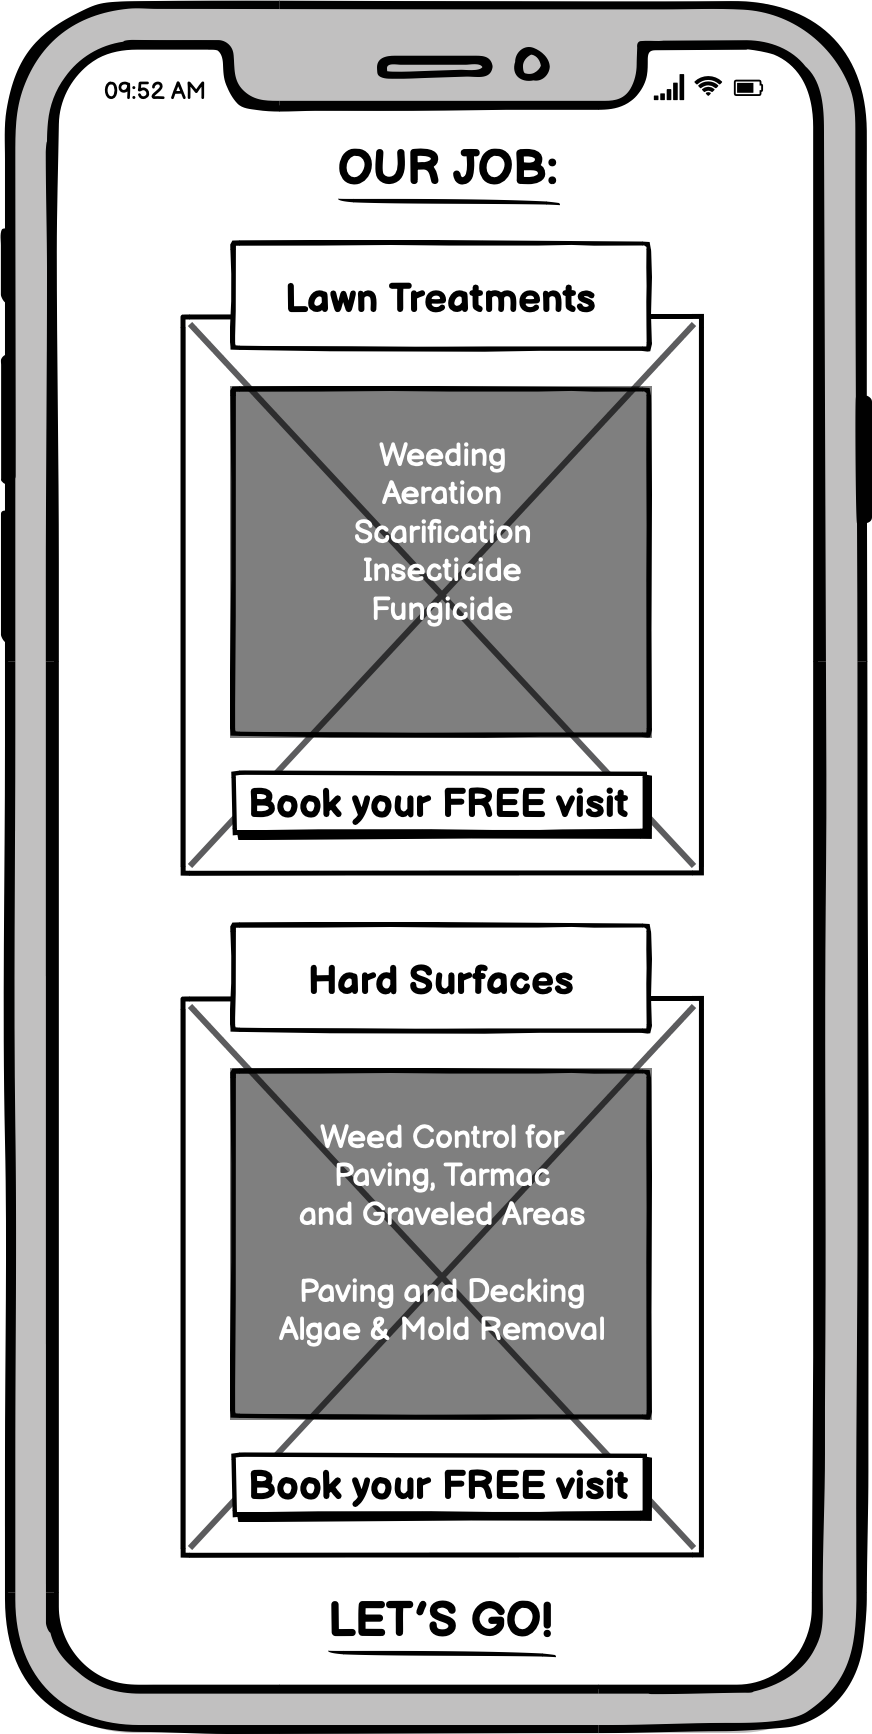 09:52 AM
OUR JOB:
Lawn Treatments
Weeding
Aeration
Scarification
Insecticide
Fungicide
Book your FREE visit
Hard Surfaces
Weed Control for
Paving, Tarmac
and Graveled Areas
Paving and Decking
Algae & Mold Removal
Book your FREE visit
LET'S GO!